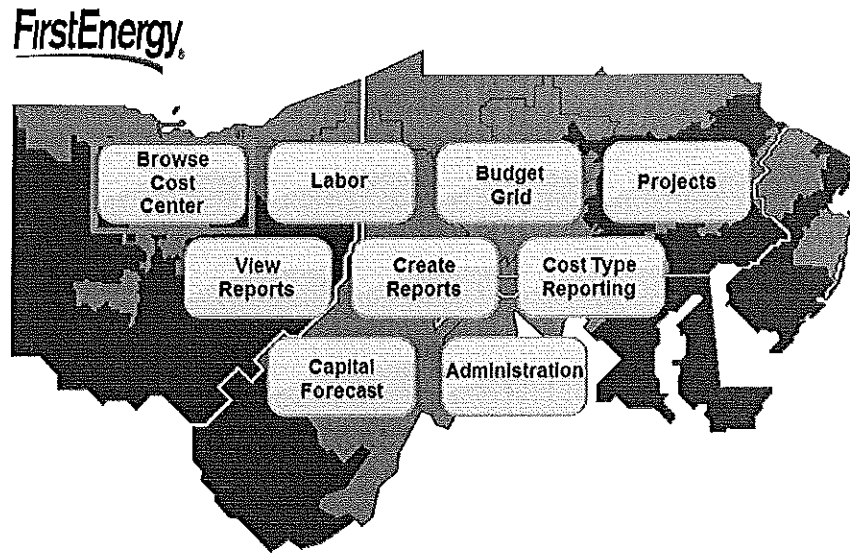 FirstEnergy®
Browse
Cost
Center
Labor
Budget
Grid
Projects
View
Reports
Create
Reports
Cost Type
Reporting
Capital
Forecast
Administration